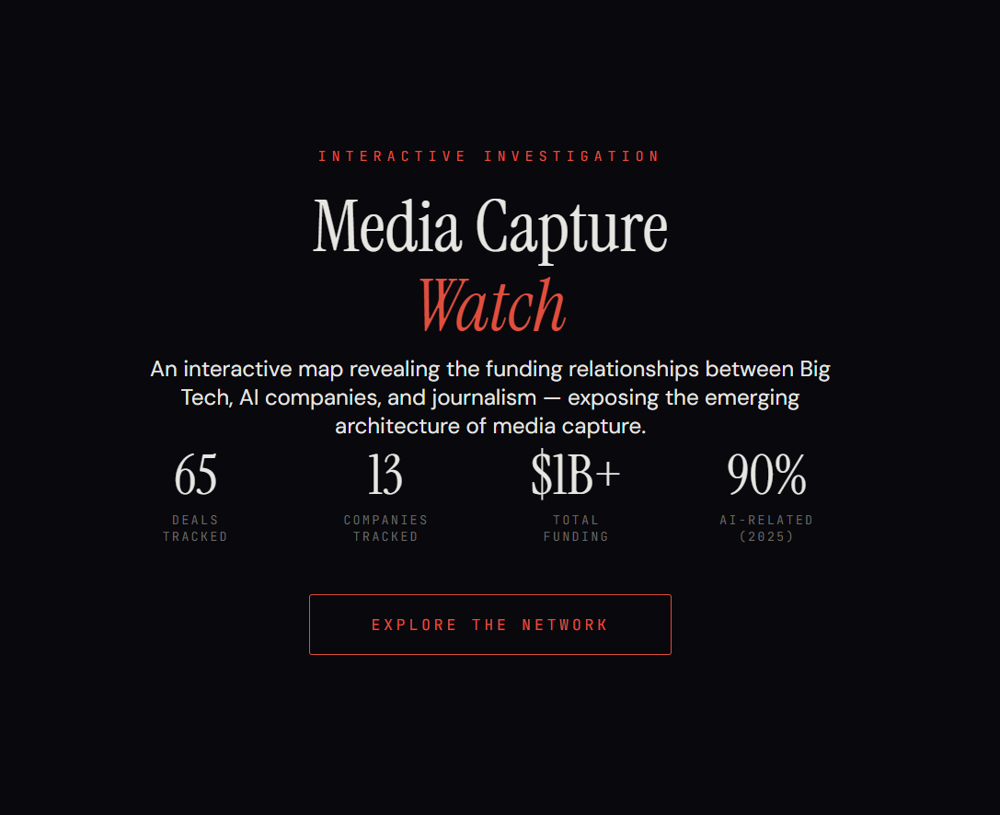 INTERACTIVE INVESTIGATION
Media Capture
Watch
An interactive map revealing the funding relationships between Big
Tech, AI companies, and journalism — exposing the emerging
architecture of media capture.
65
DEALS
TRACKED
13
COMPANIES
TRACKED
$1B+
TOTAL
FUNDING
90%
AI-RELATED
(2025)
EXPLORE THE NETWORK